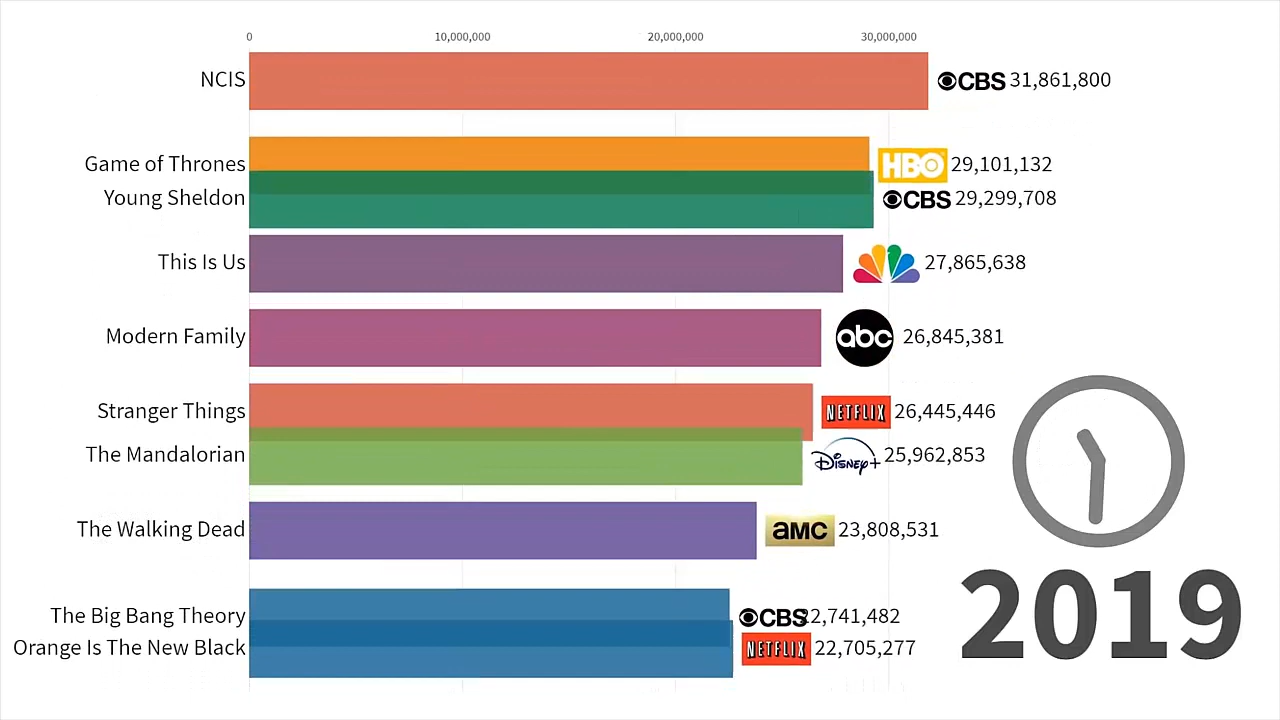 0 10,000,000 20,000,000 30,000,000
NCIS CBS 31,861,800
Game of Thrones HBO 29,101,132
Young Sheldon CBS 29,299,708
This Is Us 27,865,638
Modern Family abc 26,845,381
Stranger Things NETFLIX 26,445,446
The Mandalorian Disney+ 25,962,853
The Walking Dead aMC 23,808,531
The Big Bang Theory CBS 22,741,482
Orange Is The New Black NETFLIX 22,705,277
2019